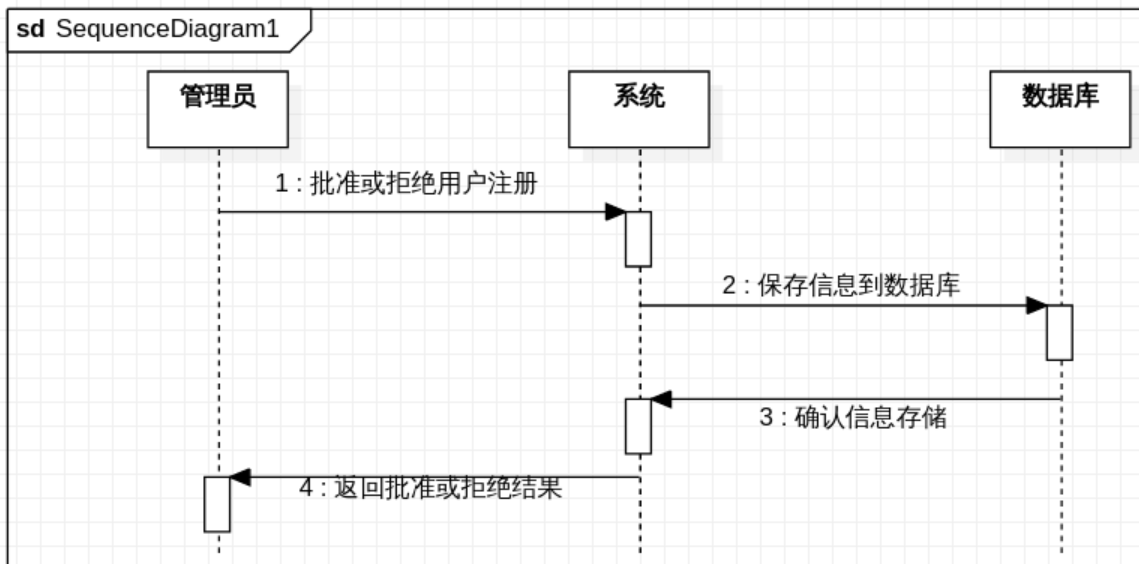 sd SequenceDiagram1
管理员
系统
数据库
1 : 批准或拒绝用户注册
2 : 保存信息到数据库
3 : 确认信息存储
4 : 返回批准或拒绝结果